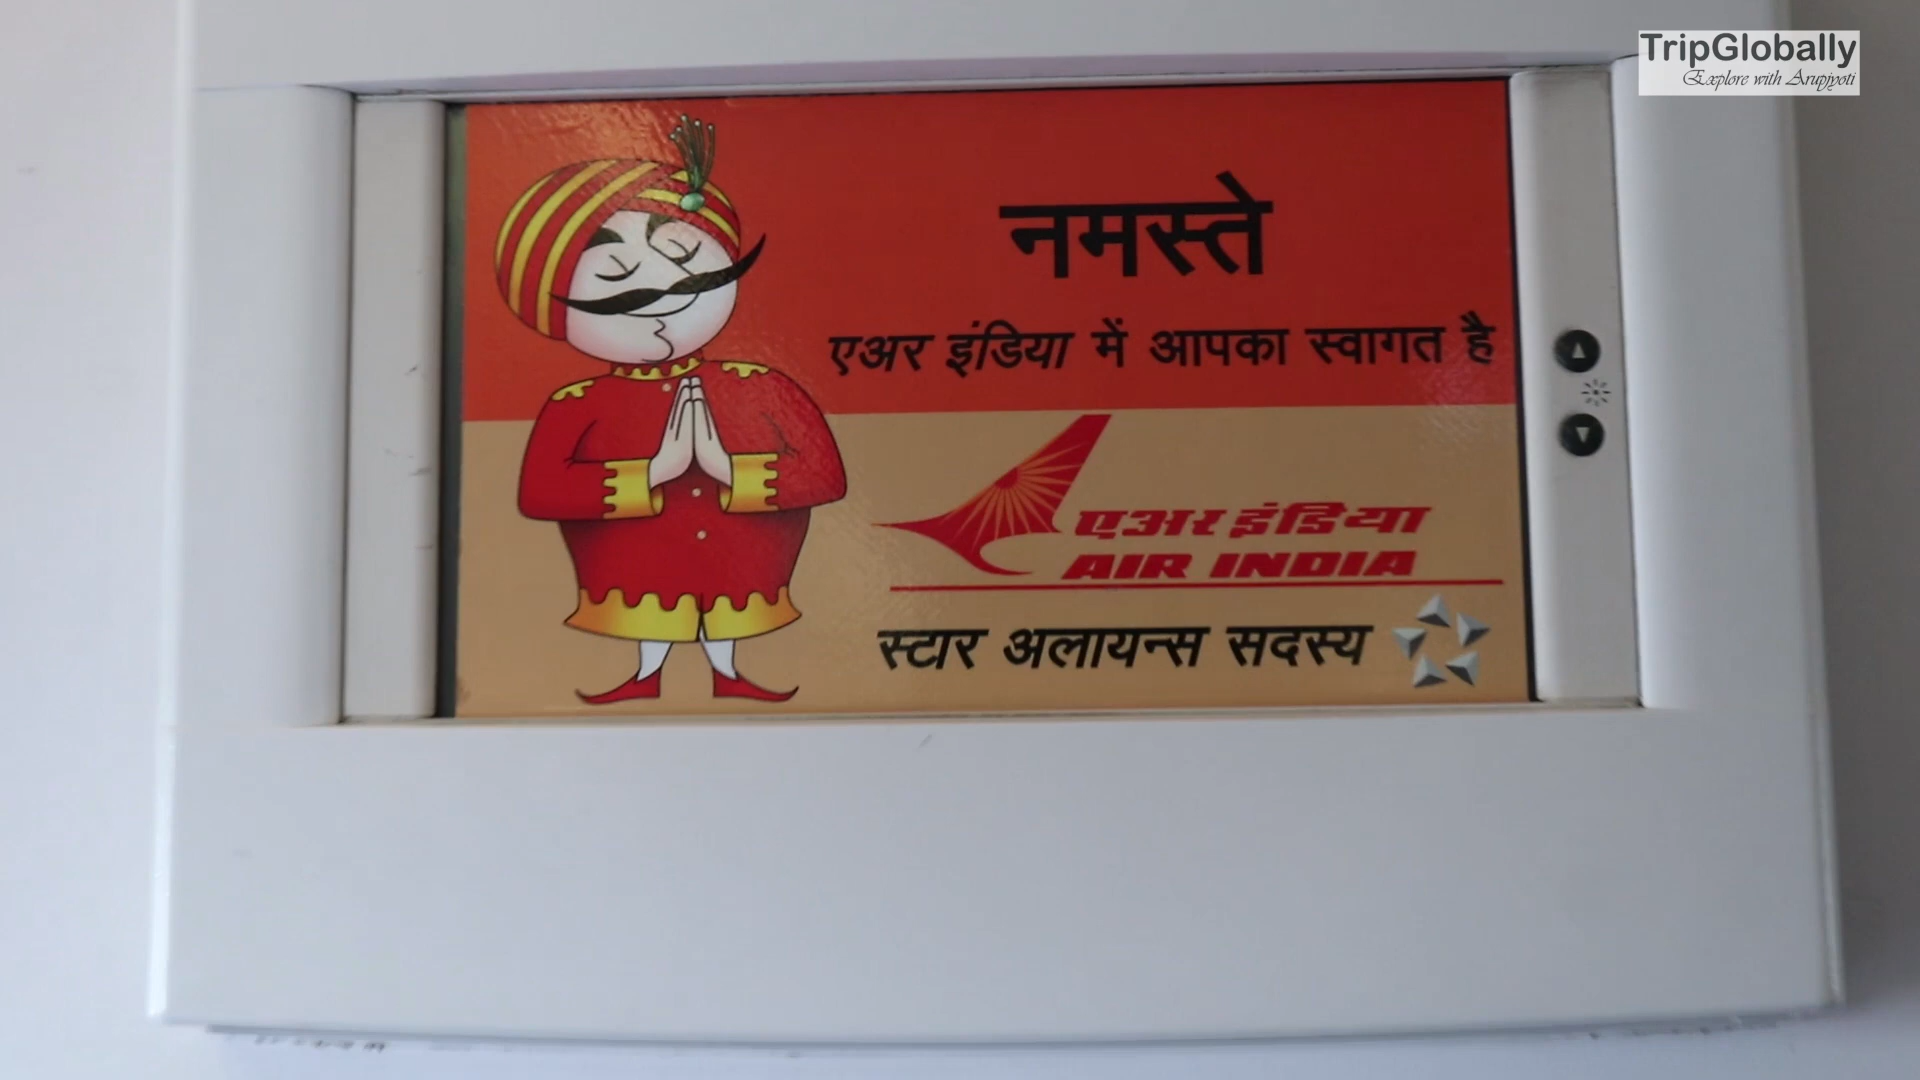 TripGlobally
Explore with Arupjyoti
नमस्ते
एअर इंडिया में आपका स्वागत है
एअर इंडिया
AIR INDIA
स्टार अलायन्स सदस्य